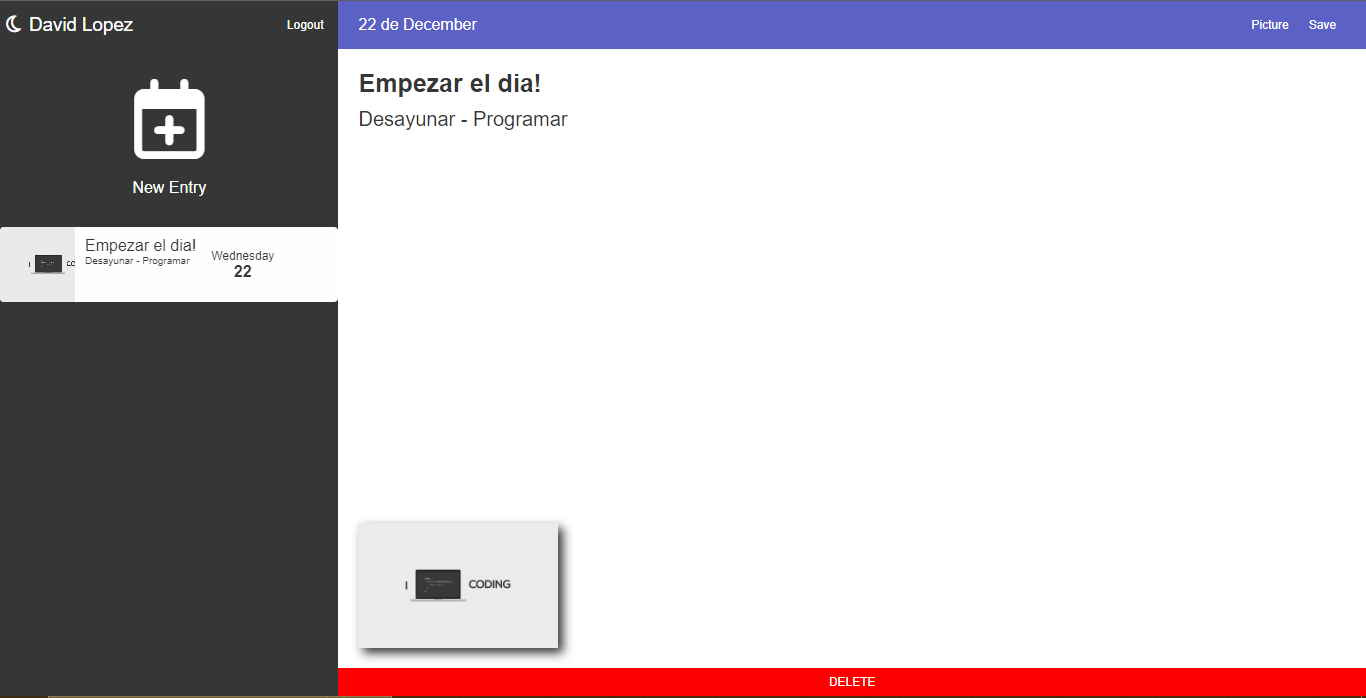 David Lopez
Logout
New Entry
Empezar el dia!
Desayunar - Programar
Wednesday
22
22 de December
Picture
Save
Empezar el dia!
Desayunar - Programar
I CODING
DELETE